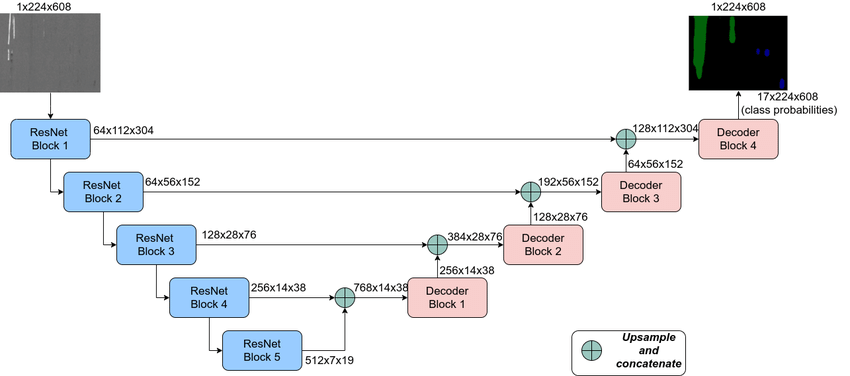 1x224x608
1x224x608
17x224x608
(class probabilities)
ResNet
Block 1
64x112x304
128x112x304
Decoder
Block 4
ResNet
Block 2
64x56x152
192x56x152
64x56x152
Decoder
Block 3
ResNet
Block 3
128x28x76
384x28x76
128x28x76
Decoder
Block 2
ResNet
Block 4
256x14x38
768x14x38
256x14x38
Decoder
Block 1
ResNet
Block 5
512x7x19
Upsample
and
concatenate